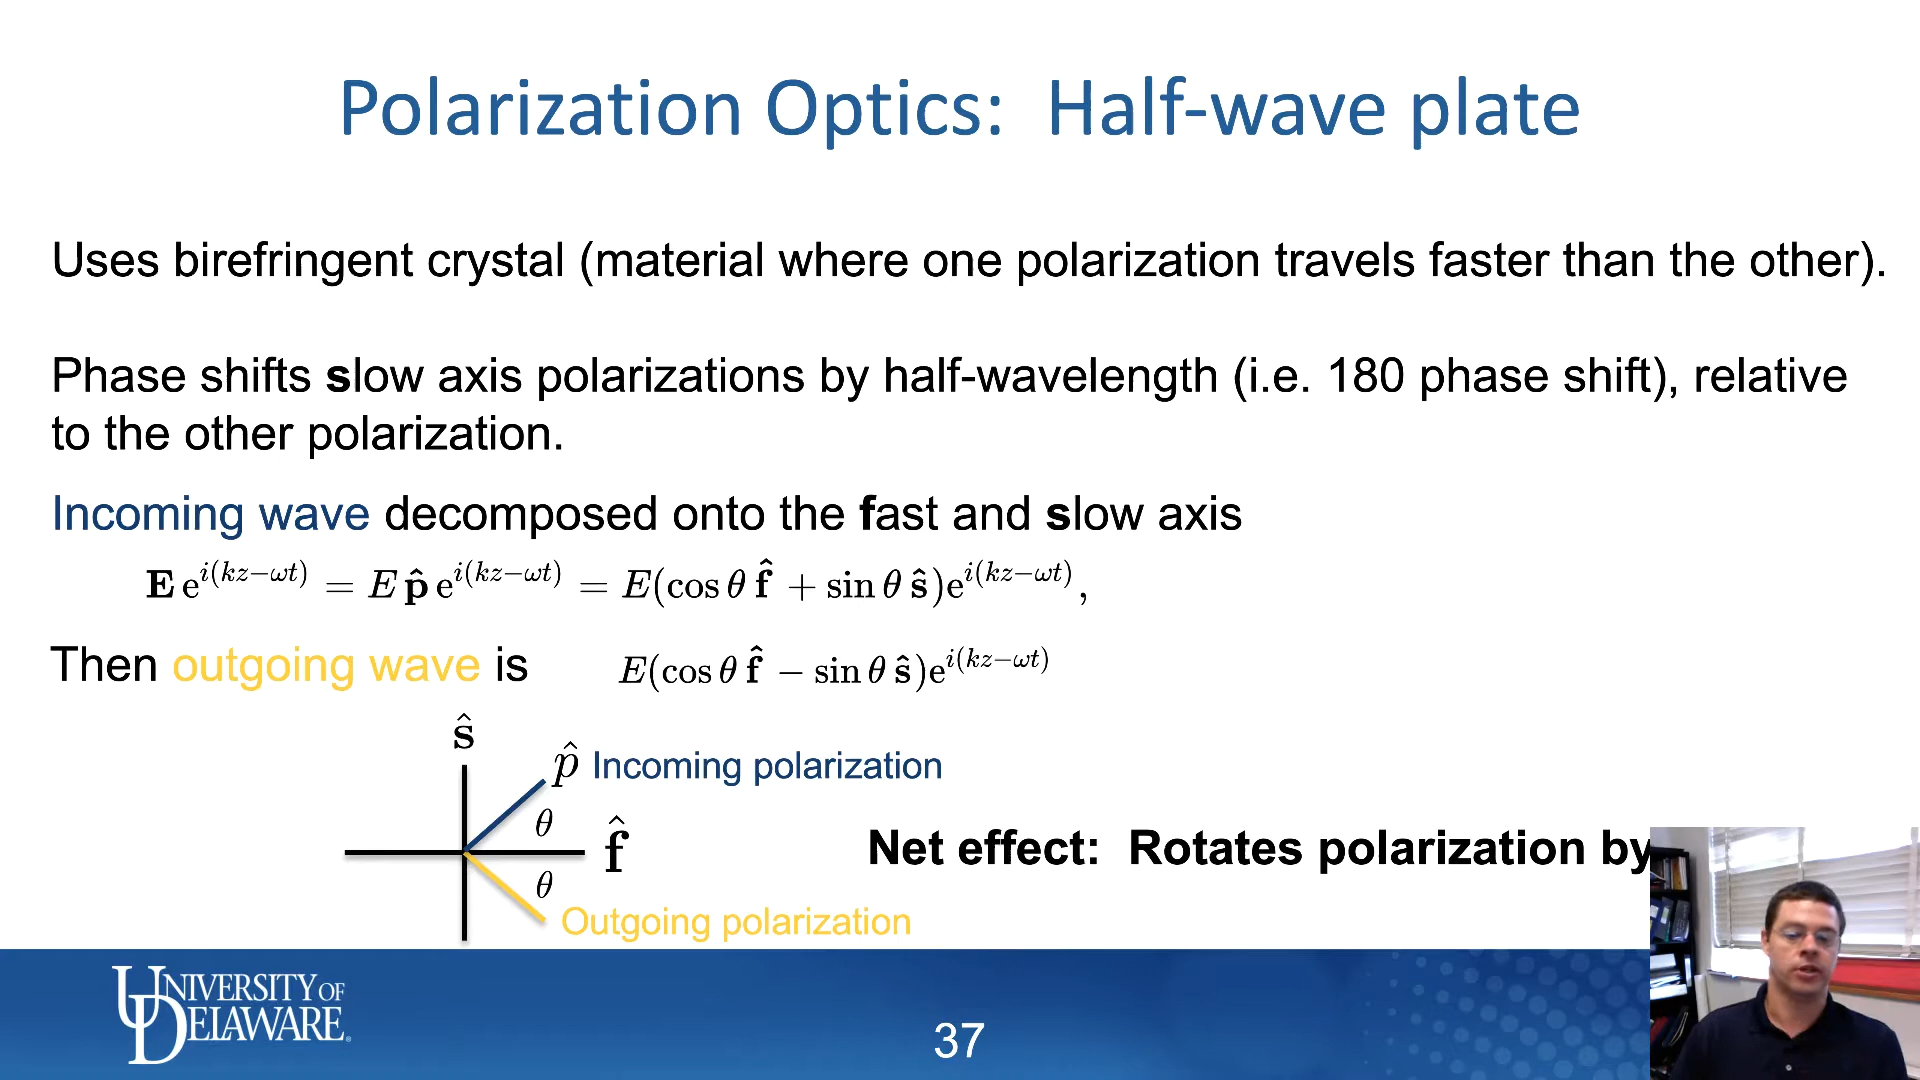 Polarization Optics: Half-wave plate
Uses birefringent crystal (material where one polarization travels faster than the other).
Phase shifts slow axis polarizations by half-wavelength (i.e. 180 phase shift), relative
to the other polarization.
Incoming wave decomposed onto the fast and slow axis
𝐄 e^{i(kz−ωt)} = E p̂ e^{i(kz−ωt)} = E(cos θ f̂ + sin θ ŝ)e^{i(kz−ωt)},
Then outgoing wave is E(cos θ f̂ − sin θ ŝ)e^{i(kz−ωt)}
ŝ
p̂ Incoming polarization
θ
f̂
Net effect: Rotates polarization by
θ
Outgoing polarization
UNIVERSITY OF
DELAWARE.
37